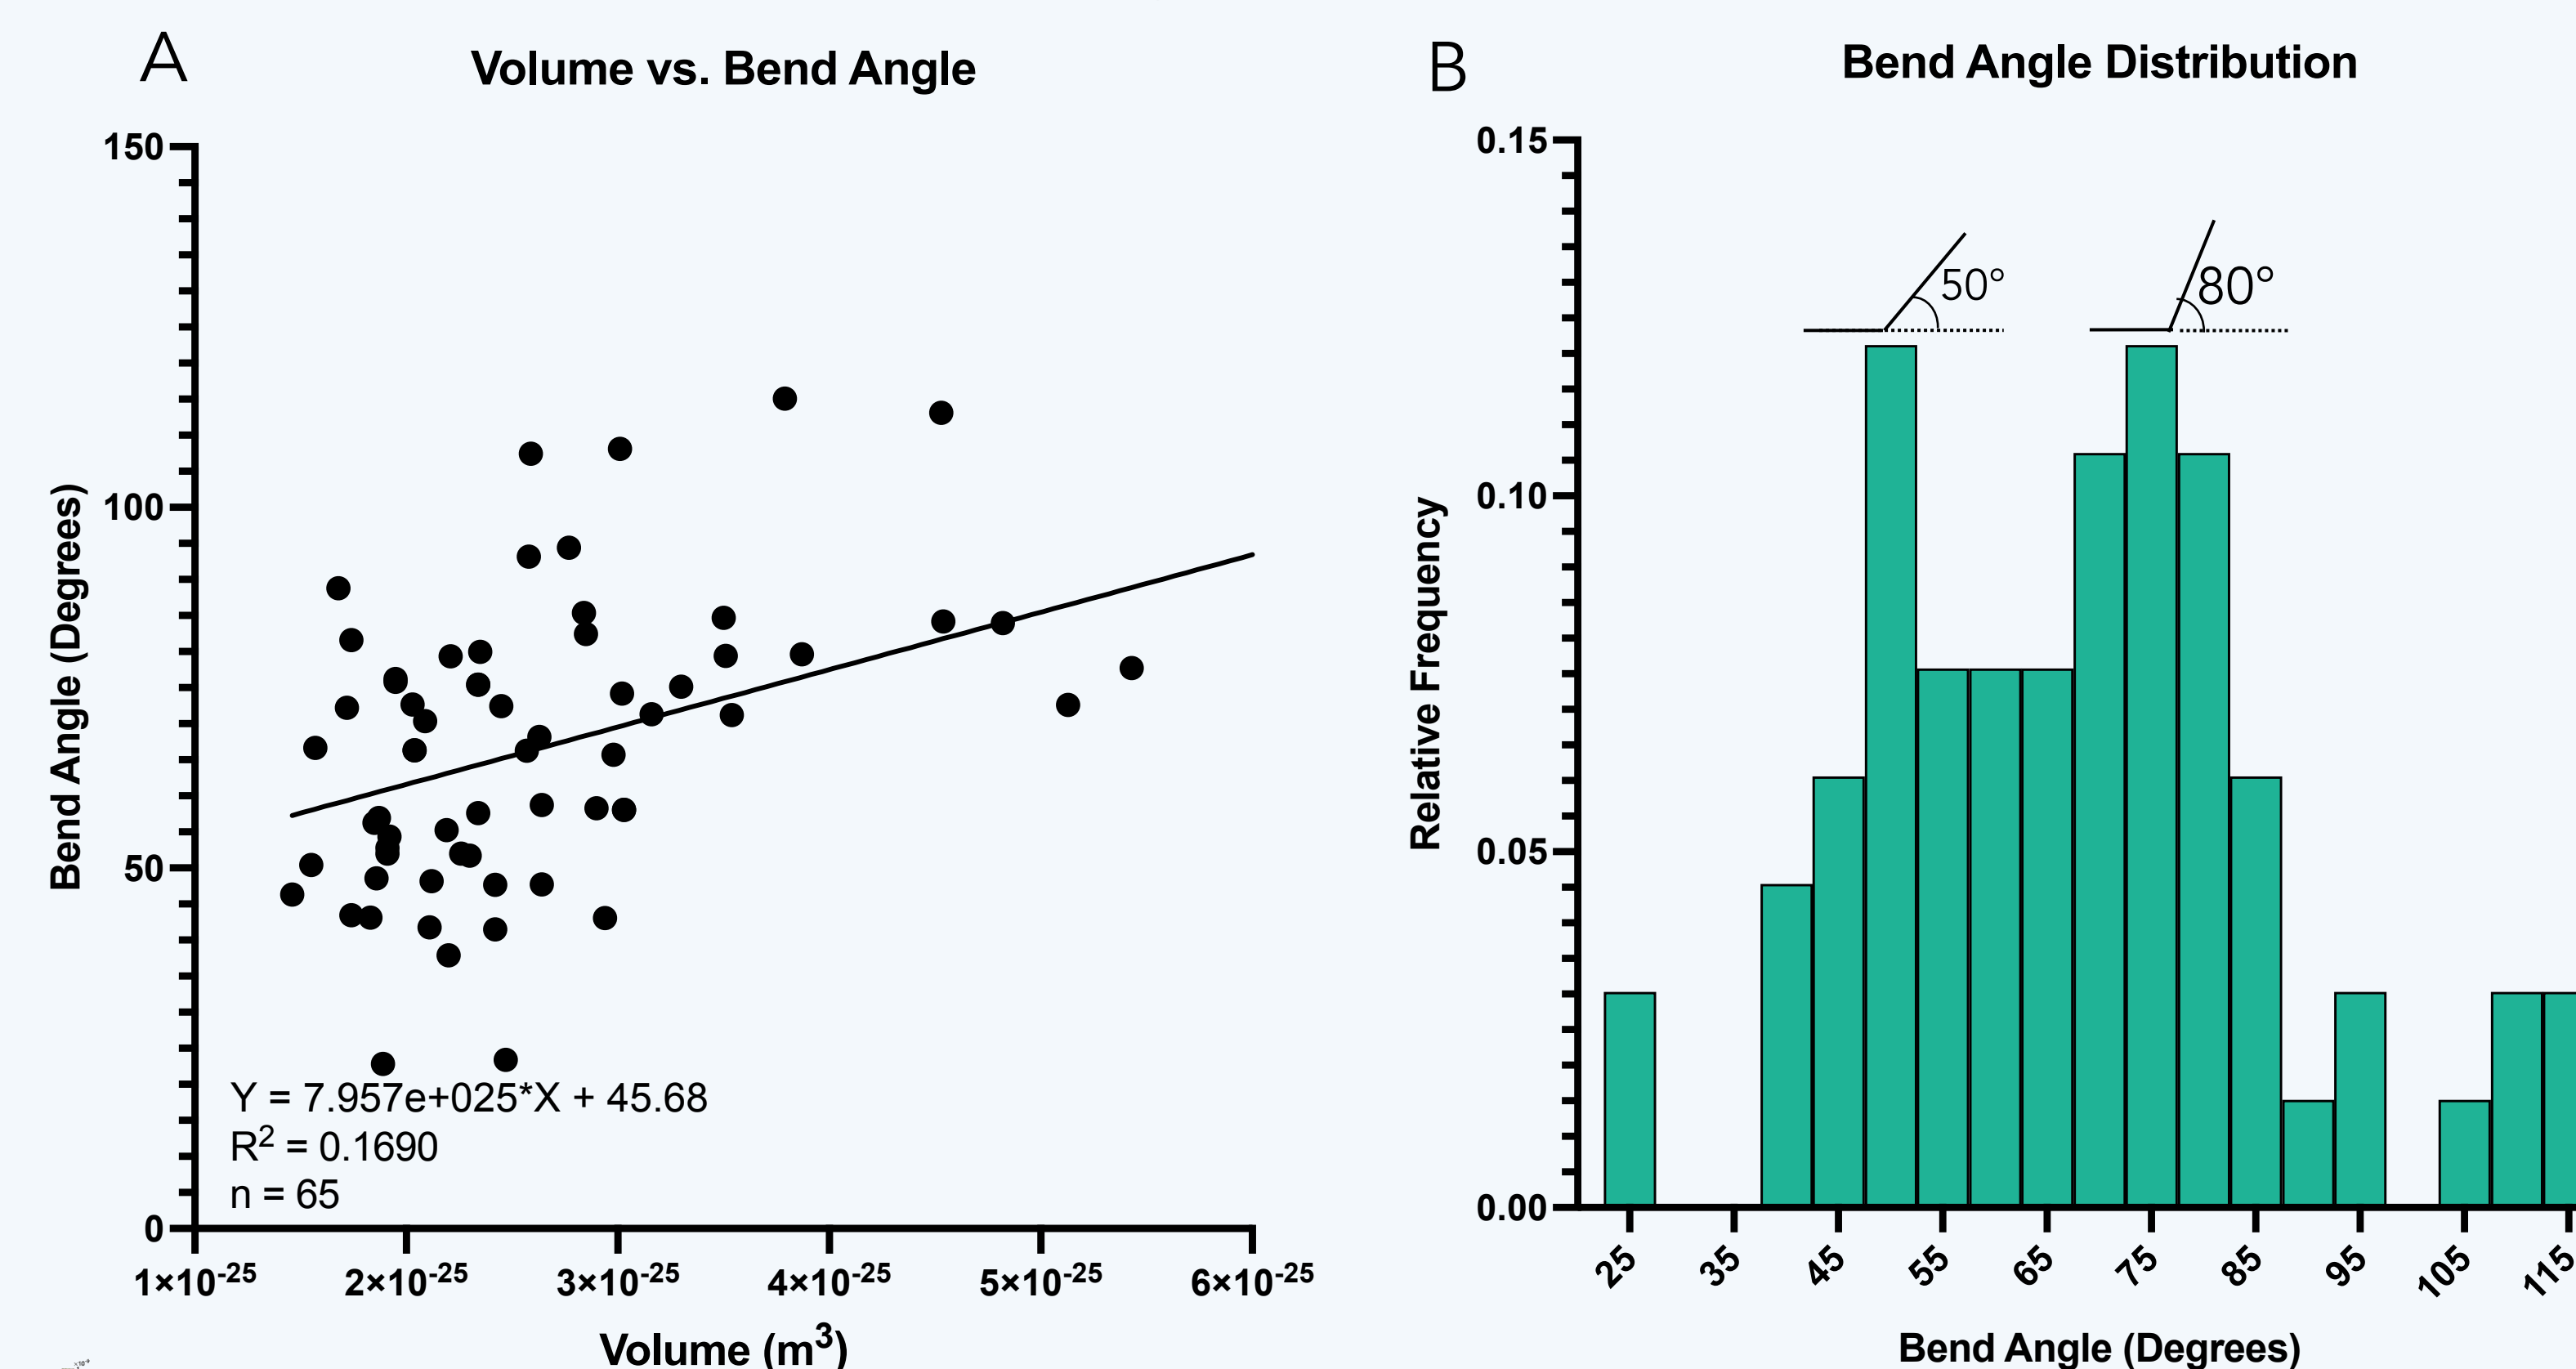 A
Volume vs. Bend Angle
150
100
50
0
Bend Angle (Degrees)
Y = 7.957e+025*X + 45.68
R² = 0.1690
n = 65
1×10⁻²⁵ 2×10⁻²⁵ 3×10⁻²⁵ 4×10⁻²⁵ 5×10⁻²⁵ 6×10⁻²⁵
Volume (m³)
B
Bend Angle Distribution
0.15
0.10
0.05
0.00
Relative Frequency
50°
80°
25 35 45 55 65 75 85 95 105 115
Bend Angle (Degrees)